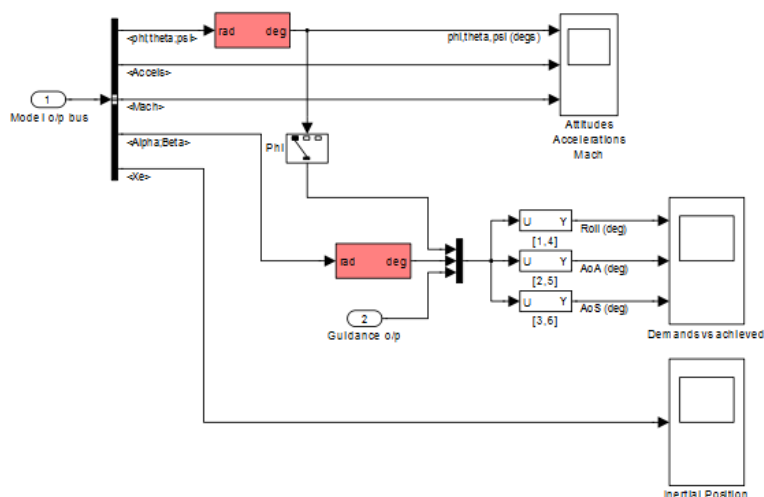 <phi;theta;psi>
rad deg
phi,theta,psi (degs)
<Accels>
1
<Mach>
Model o/p bus
Attitudes
Accelerations
Mach
<Alpha;Beta>
Phi
<Xe>
U Y
Roll (deg)
[1,4]
rad deg
U Y
AoA (deg)
[2,5]
U Y
AoS (deg)
[3,6]
2
Guidance o/p
Demands vs achieved
Inertial Position